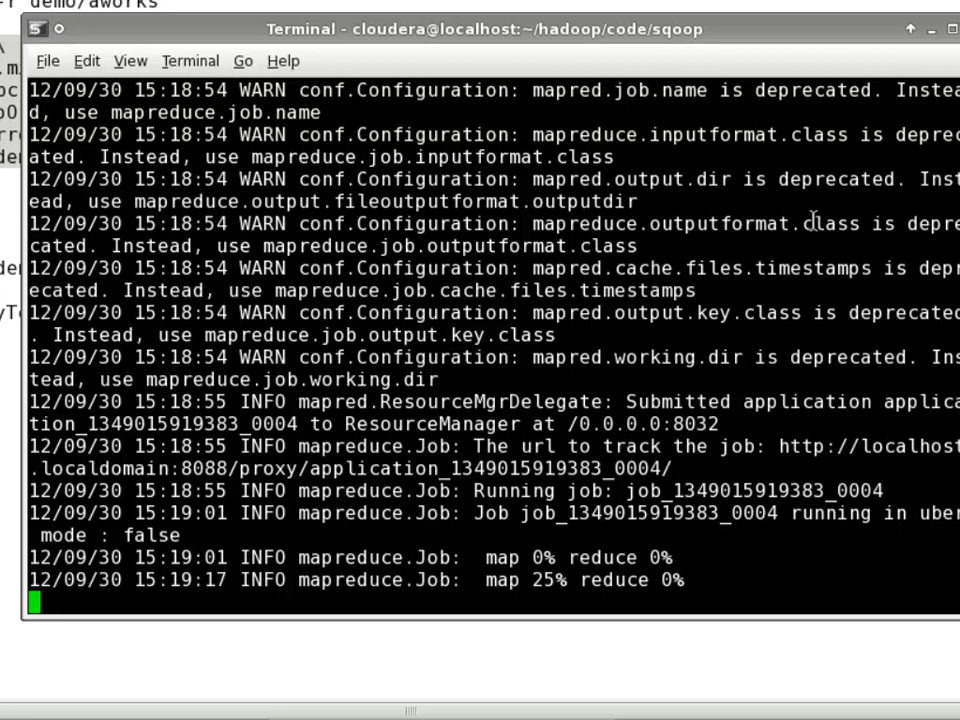 -r demo/aworks
Terminal - cloudera@localhost:~/hadoop/code/sqoop
File Edit View Terminal Go Help
12/09/30 15:18:54 WARN conf.Configuration: mapred.job.name is deprecated. Instea
d, use mapreduce.job.name
12/09/30 15:18:54 WARN conf.Configuration: mapreduce.inputformat.class is deprec
ated. Instead, use mapreduce.job.inputformat.class
12/09/30 15:18:54 WARN conf.Configuration: mapred.output.dir is deprecated. Inst
ead, use mapreduce.output.fileoutputformat.outputdir
12/09/30 15:18:54 WARN conf.Configuration: mapreduce.outputformat.class is depre
cated. Instead, use mapreduce.job.outputformat.class
12/09/30 15:18:54 WARN conf.Configuration: mapred.cache.files.timestamps is depr
ecated. Instead, use mapreduce.job.cache.files.timestamps
12/09/30 15:18:54 WARN conf.Configuration: mapred.output.key.class is deprecated
. Instead, use mapreduce.job.output.key.class
12/09/30 15:18:54 WARN conf.Configuration: mapred.working.dir is deprecated. Ins
tead, use mapreduce.job.working.dir
12/09/30 15:18:55 INFO mapred.ResourceMgrDelegate: Submitted application applica
tion_1349015919383_0004 to ResourceManager at /0.0.0.0:8032
12/09/30 15:18:55 INFO mapreduce.Job: The url to track the job: http://localhost
.localdomain:8088/proxy/application_1349015919383_0004/
12/09/30 15:18:55 INFO mapreduce.Job: Running job: job_1349015919383_0004
12/09/30 15:19:01 INFO mapreduce.Job: Job job_1349015919383_0004 running in uber
mode : false
12/09/30 15:19:01 INFO mapreduce.Job:  map 0% reduce 0%
12/09/30 15:19:17 INFO mapreduce.Job:  map 25% reduce 0%